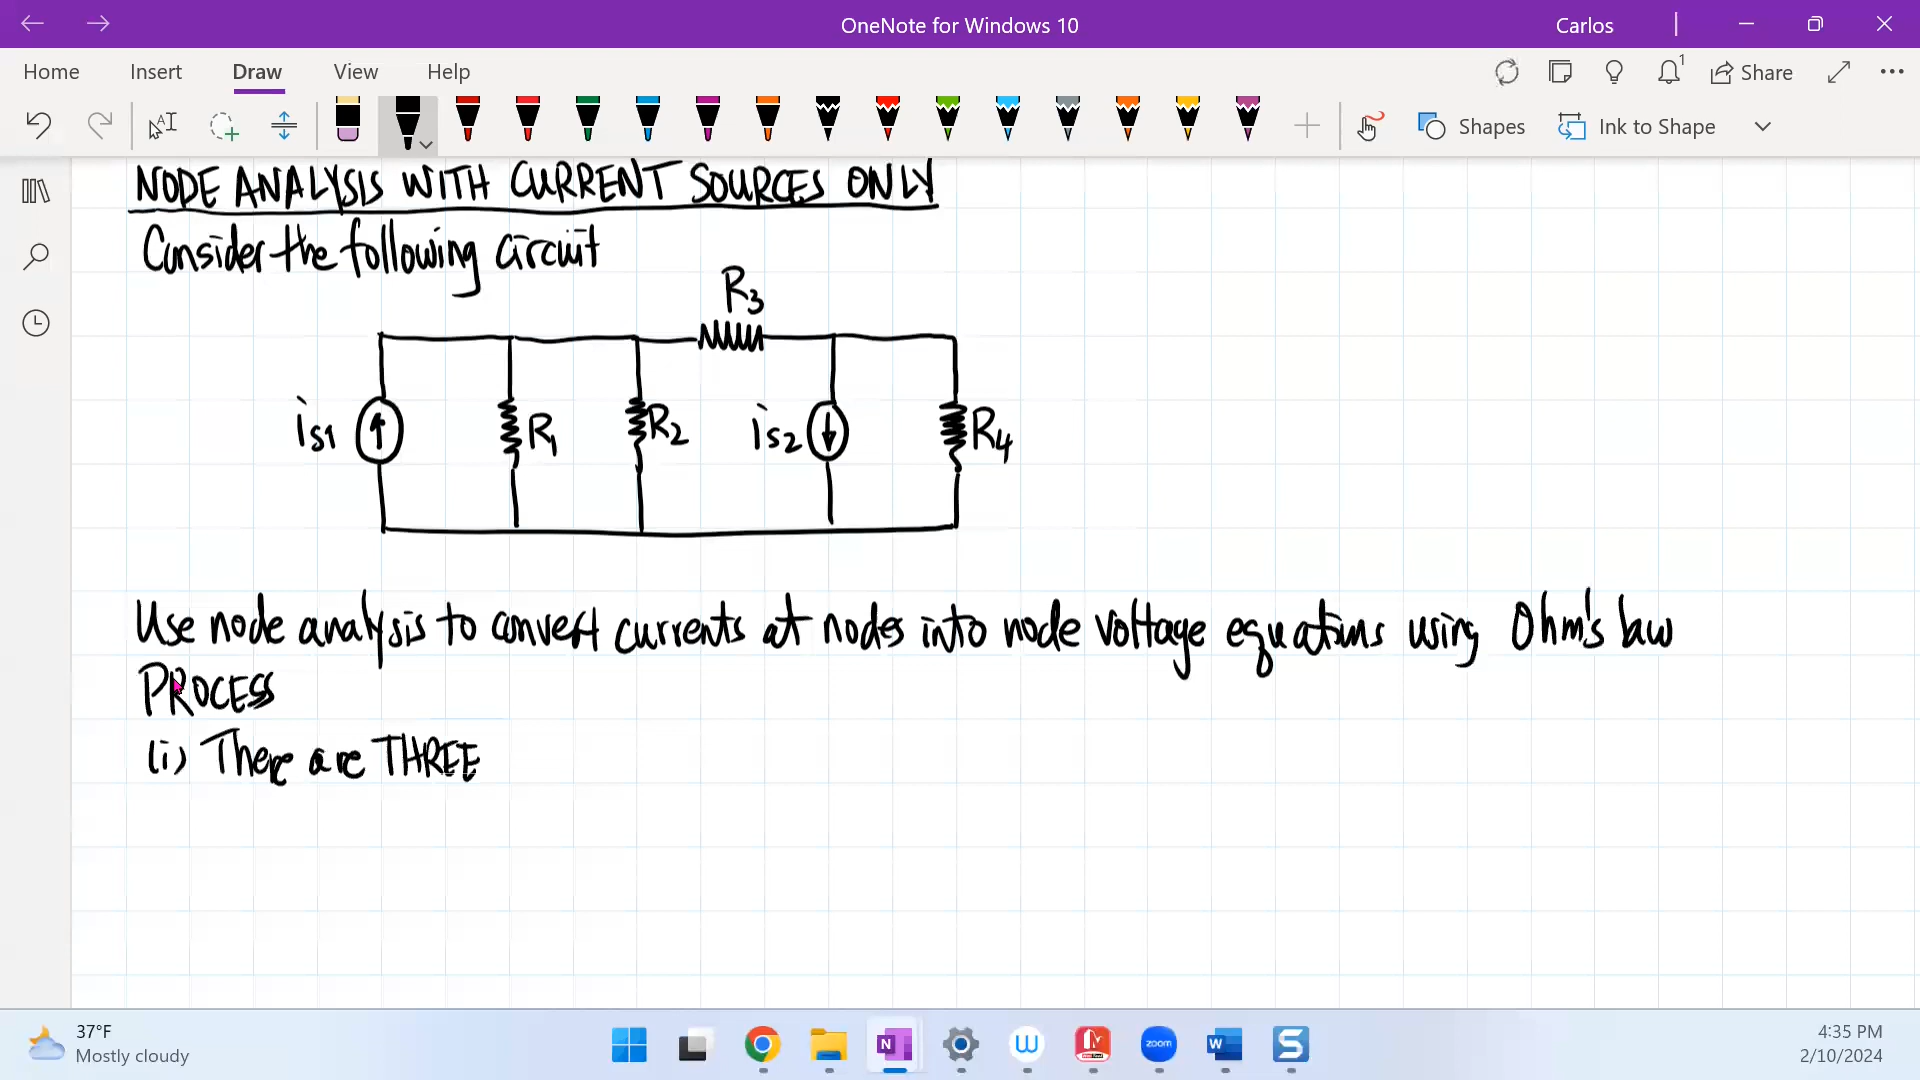 OneNote for Windows 10
Carlos
Home Insert Draw View Help
1
Share
Shapes
Ink to Shape
NODE ANALYSIS WITH CURRENT SOURCES ONLY
Consider the following circuit
R3
is1
R1
R2
is2
R4
Use node analysis to convert currents at nodes into node voltage equations using Ohm's law
PROCESS
(i) There are THREE
37°F
Mostly cloudy
zoom
4:35 PM
2/10/2024